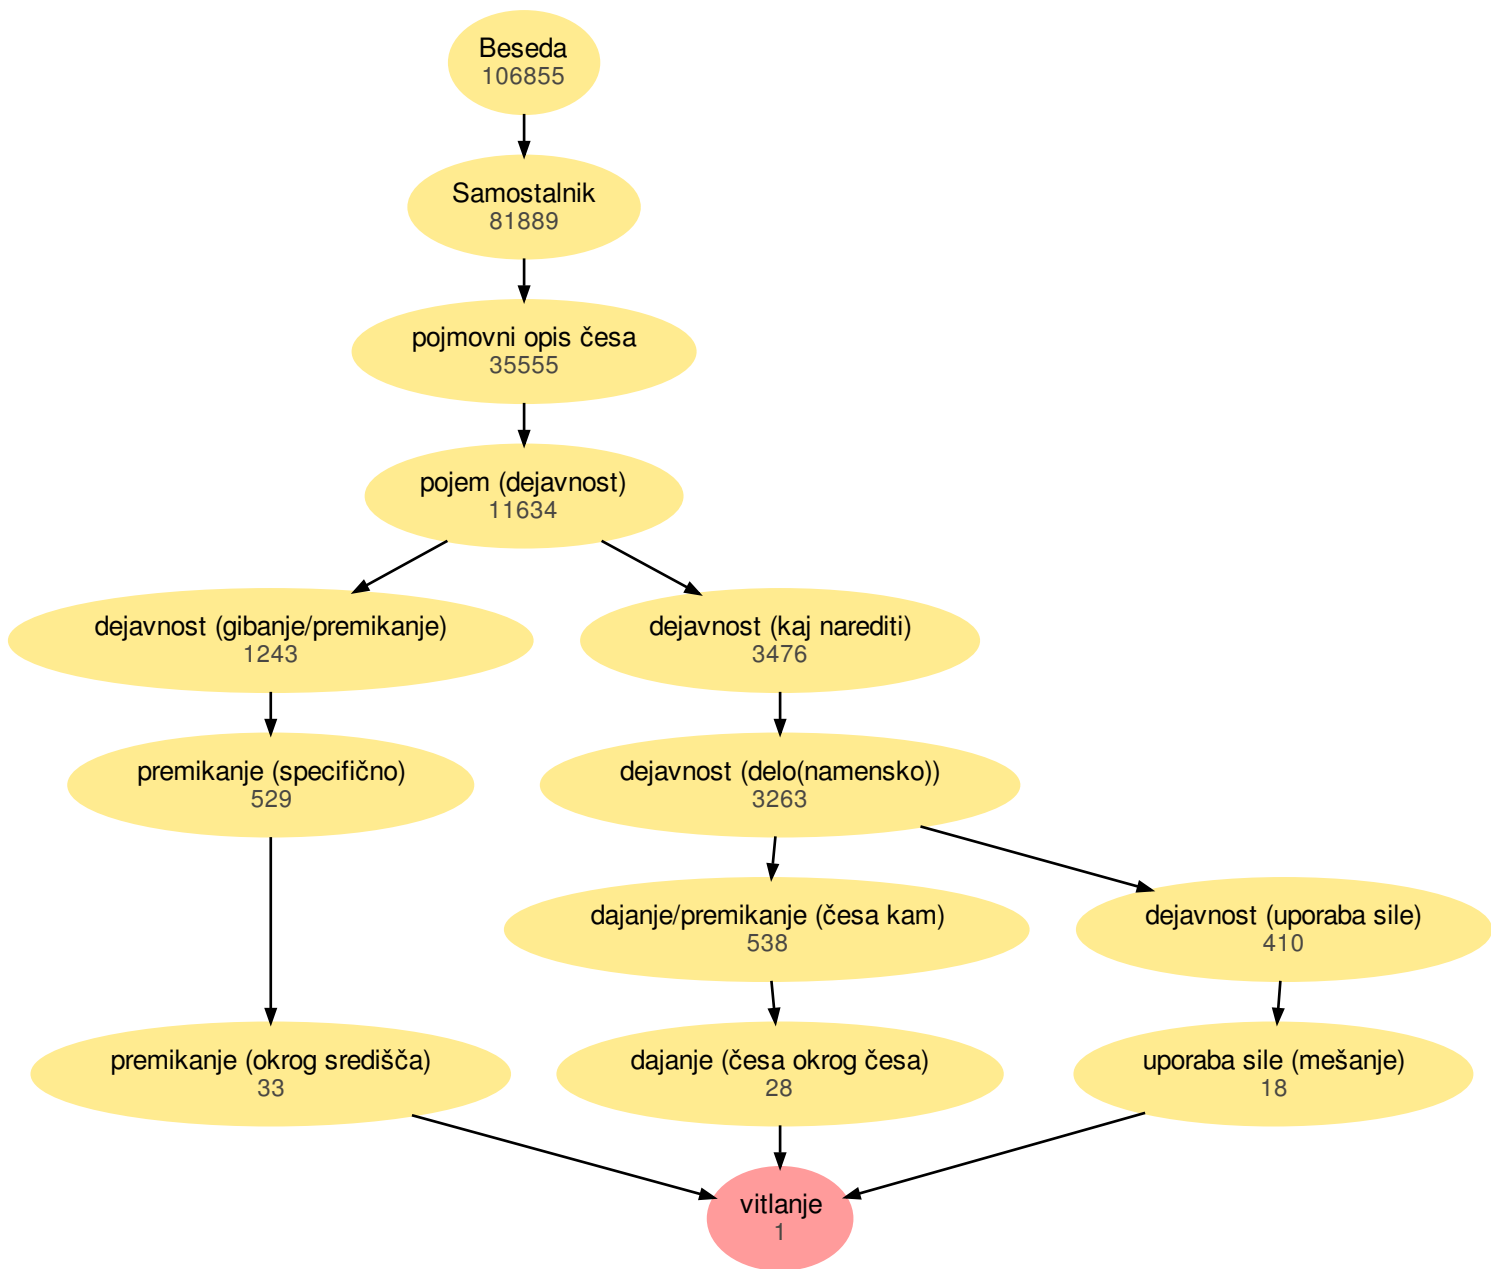 Beseda
106855
Samostalnik
81889
pojmovni opis česa
35555
pojem (dejavnost)
11634
dejavnost (gibanje/premikanje)
1243
dejavnost (kaj narediti)
3476
premikanje (specifično)
529
dejavnost (delo(namensko))
3263
dajanje/premikanje (česa kam)
538
dejavnost (uporaba sile)
410
premikanje (okrog središča)
33
dajanje (česa okrog česa)
28
uporaba sile (mešanje)
18
vitlanje
1